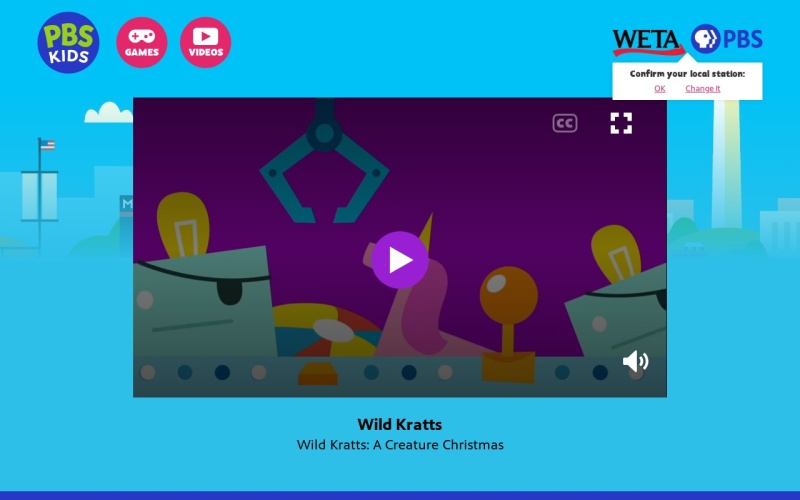 PBS
KIDS
GAMES
VIDEOS
WETA
PBS
Confirm your local station:
OK Change It
CC
M
Wild Kratts
Wild Kratts: A Creature Christmas